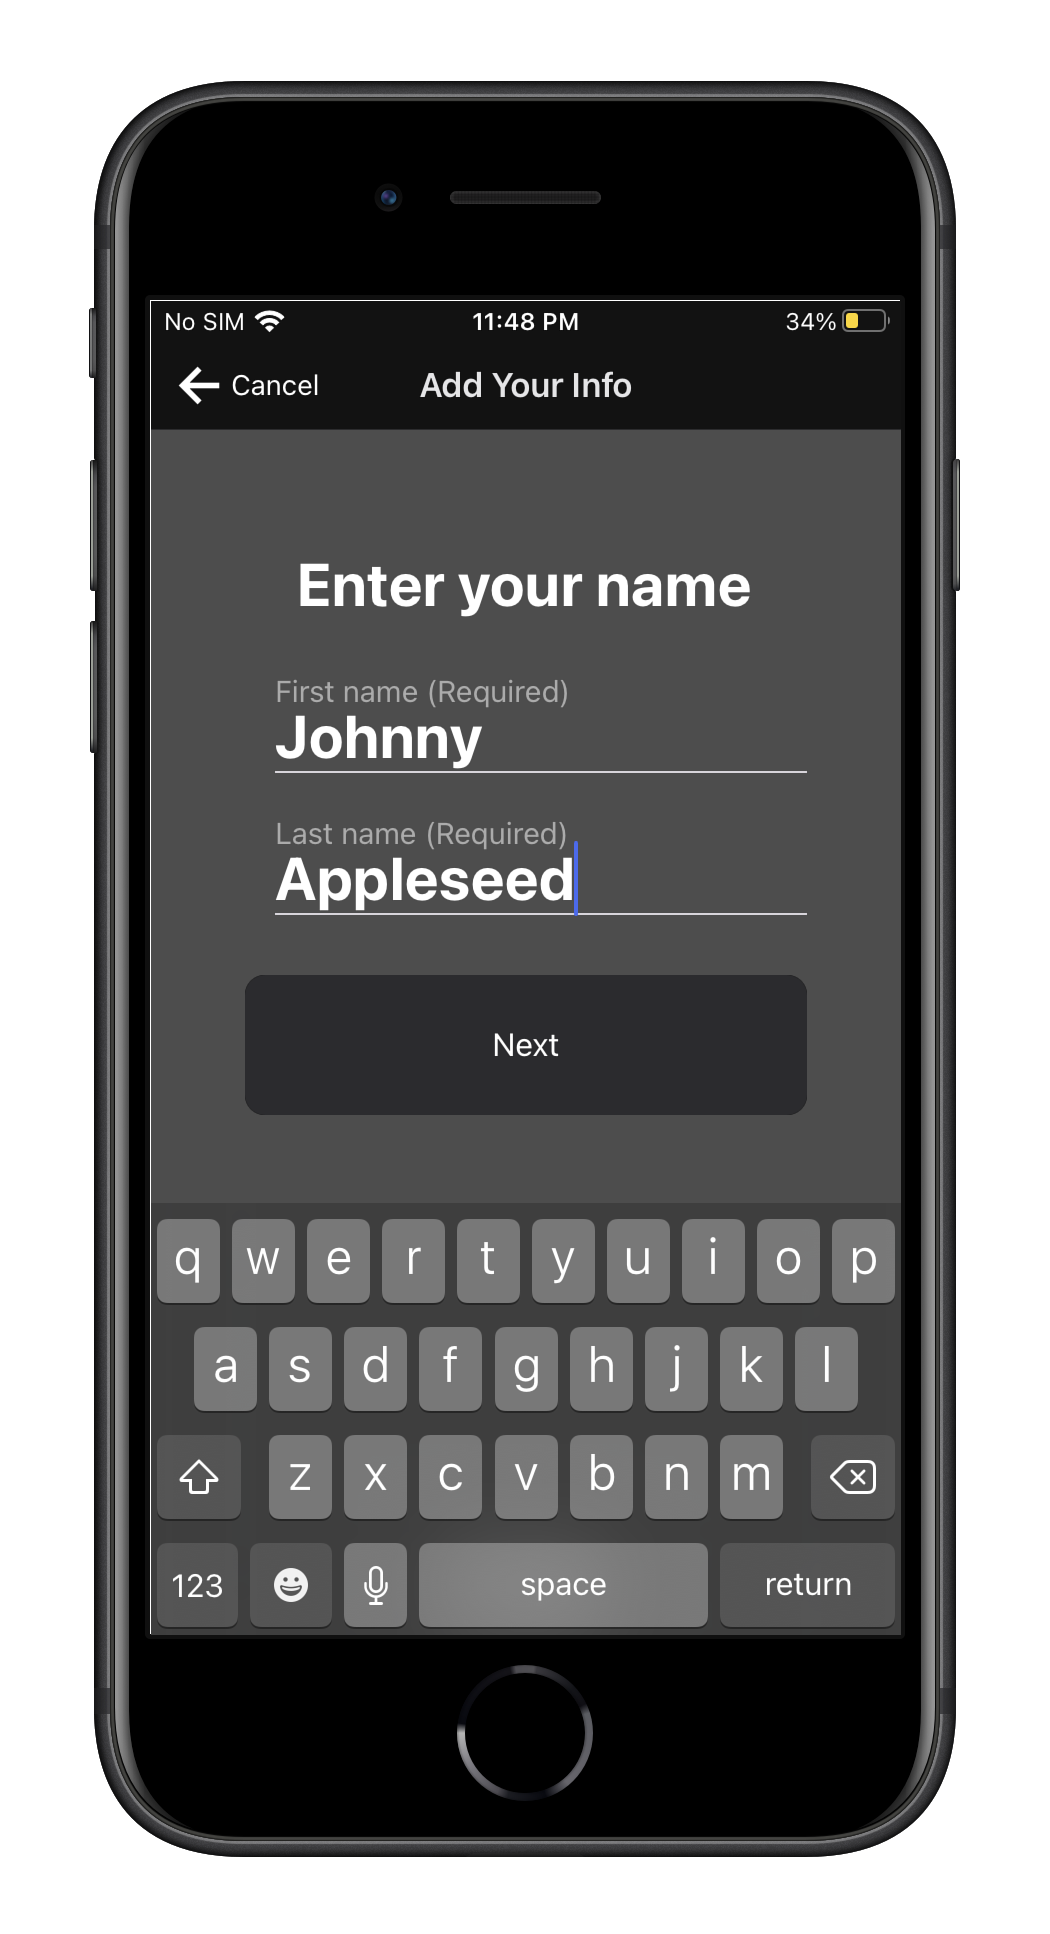 No SIM 11:48 PM 34%
Cancel Add Your Info
Enter your name
First name (Required)
Johnny
Last name (Required)
Appleseed
Next
q w e r t y u i o p
a s d f g h j k l
z x c v b n m
123 space return